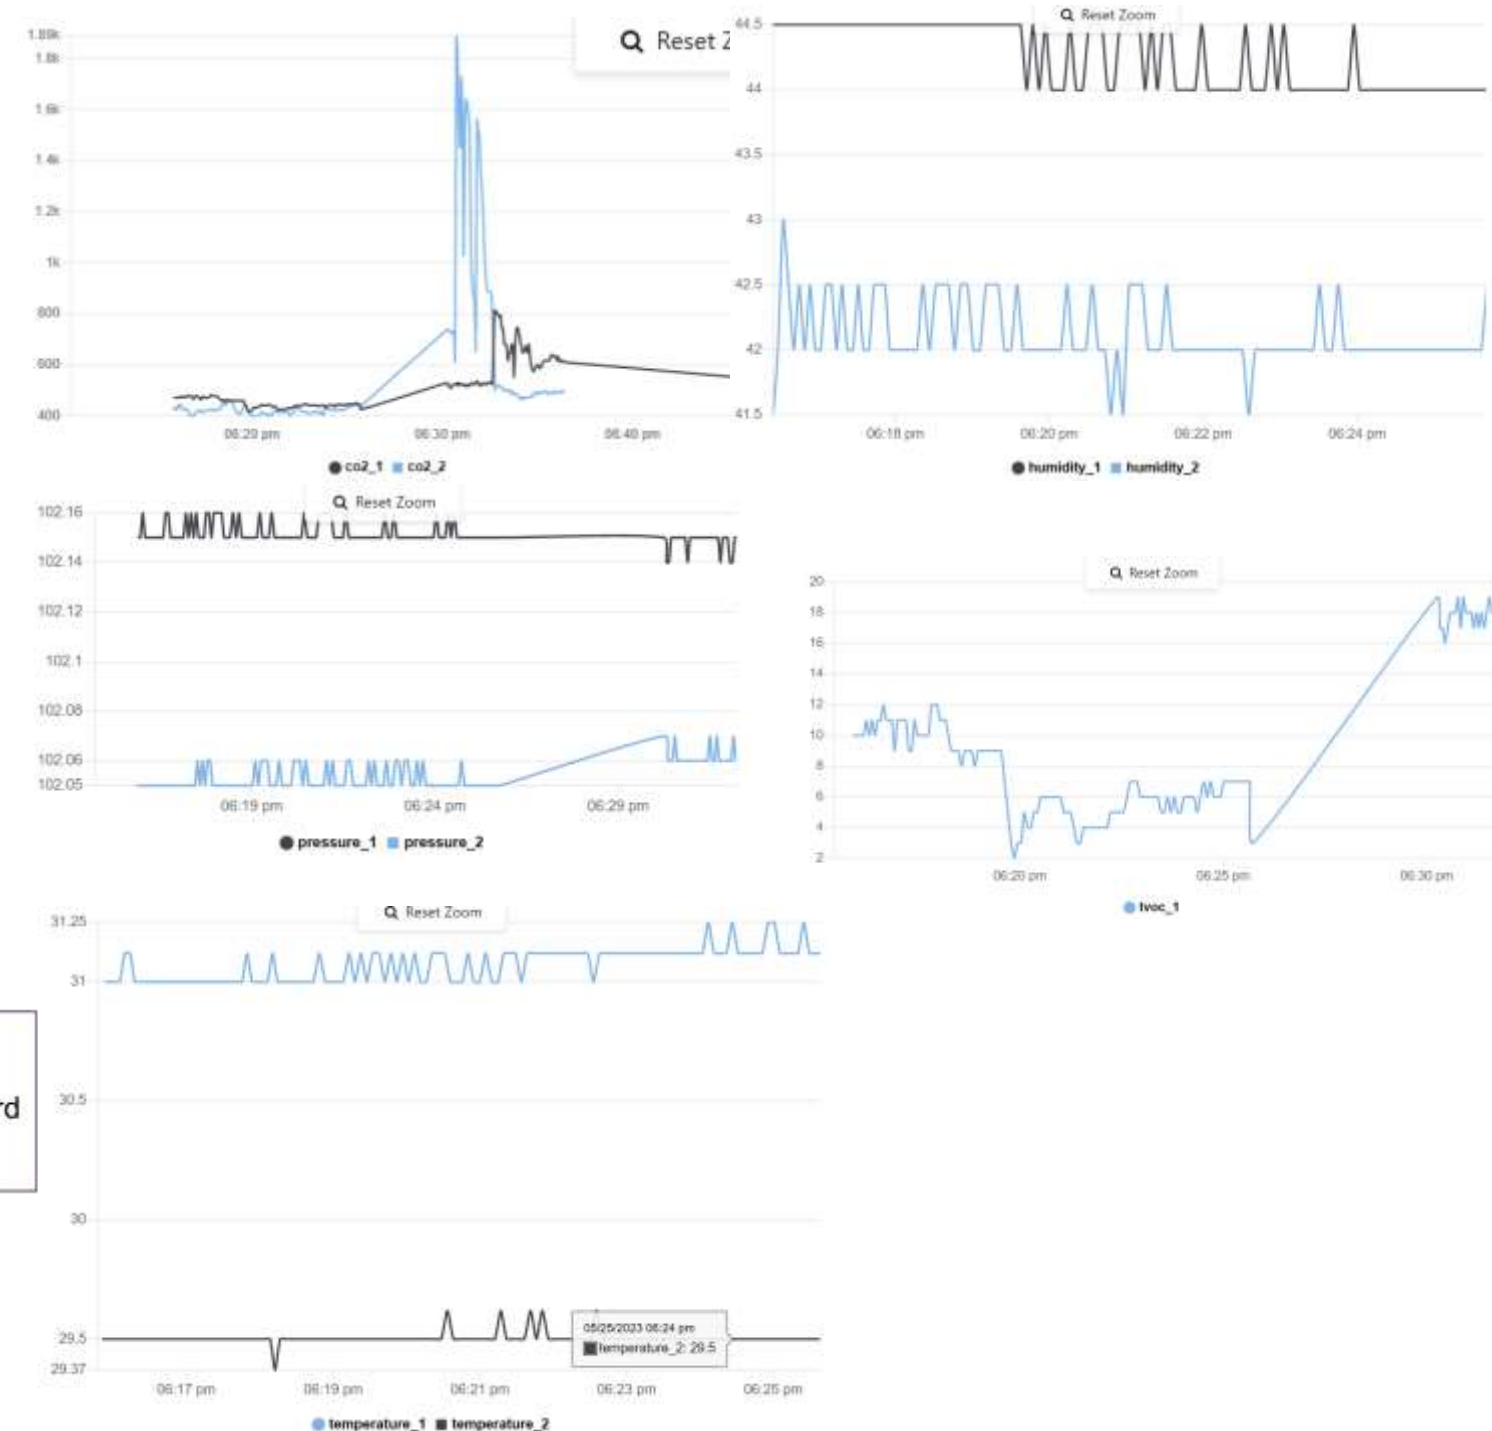 Reset Z
1.89k
1.8k
1.6k
1.4k
1.2k
1k
800
600
400
06:20 pm 06:30 pm 06:40 pm
co2_1 co2_2
Reset Zoom
44.5
44
43.5
43
42.5
42
41.5
06:18 pm 06:20 pm 06:22 pm 06:24 pm
humidity_1 humidity_2
Reset Zoom
102.16
102.14
102.12
102.1
102.08
102.06
102.05
06:19 pm 06:24 pm 06:29 pm
pressure_1 pressure_2
Reset Zoom
20
18
16
14
12
10
8
6
4
2
06:20 pm 06:25 pm 06:30 pm
tvoc_1
Reset Zoom
31.25
31
30.5
30
29.5
29.37
05/25/2023 06:24 pm
temperature_2: 29.5
06:17 pm 06:19 pm 06:21 pm 06:23 pm 06:25 pm
temperature_1 temperature_2
rd